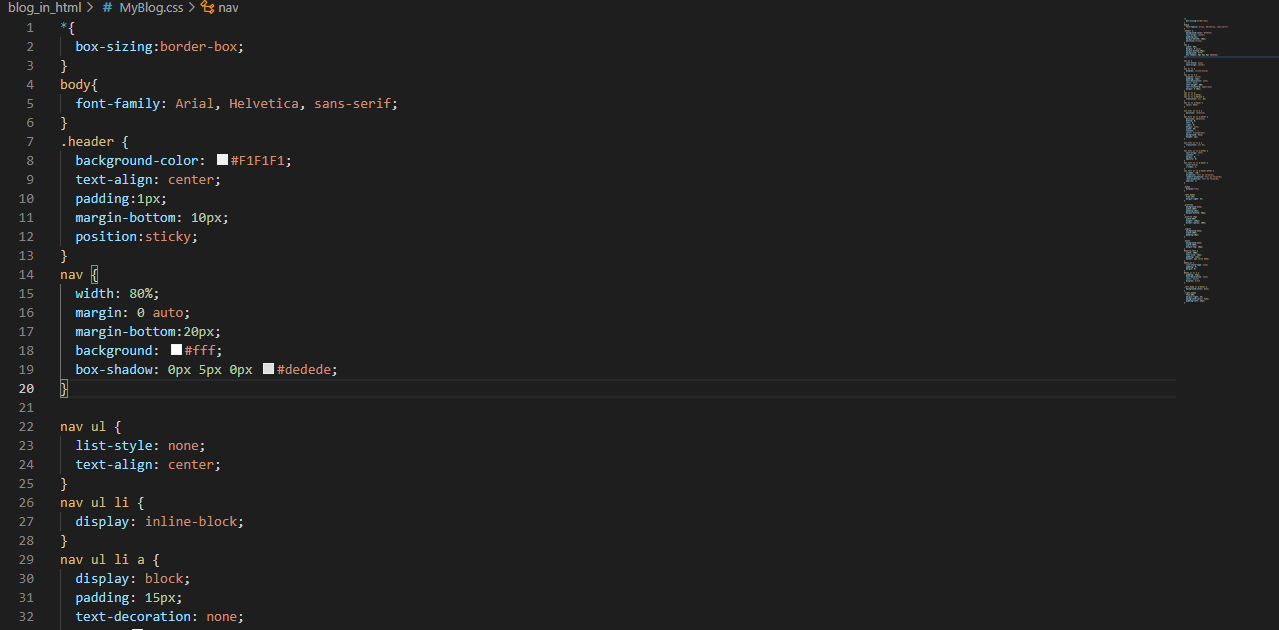 blog_in_html > # MyBlog.css > nav
1 *{
2 box-sizing:border-box;
3 }
4 body{
5 font-family: Arial, Helvetica, sans-serif;
6 }
7 .header {
8 background-color: #F1F1F1;
9 text-align: center;
10 padding:1px;
11 margin-bottom: 10px;
12 position:sticky;
13 }
14 nav {
15 width: 80%;
16 margin: 0 auto;
17 margin-bottom:20px;
18 background: #fff;
19 box-shadow: 0px 5px 0px #dedede;
20 }
21
22 nav ul {
23 list-style: none;
24 text-align: center;
25 }
26 nav ul li {
27 display: inline-block;
28 }
29 nav ul li a {
30 display: block;
31 padding: 15px;
32 text-decoration: none;